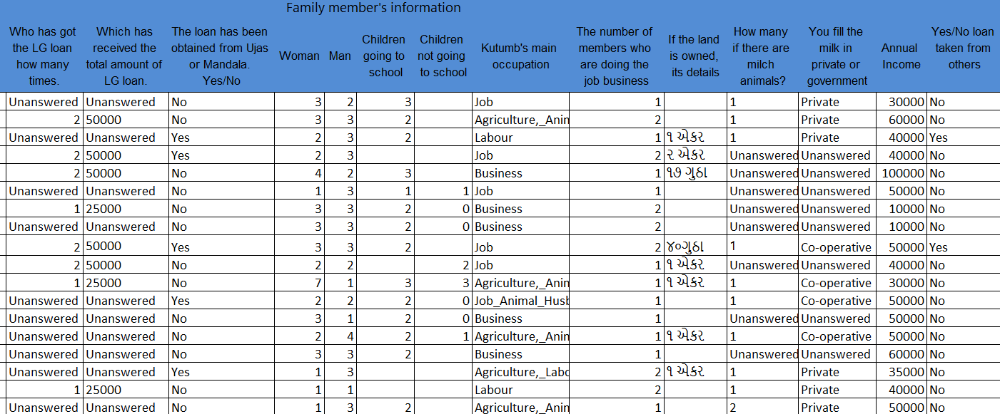 Family member's information
Who has got the LG loan how many times. Which has received the total amount of LG loan. The loan has been obtained from Ujas or Mandala. Yes/No Woman Man Children going to school Children not going to school Kutumb's main occupation The number of members who are doing the job business If the land is owned, its details How many if there are milch animals? You fill the milk in private or government Annual Income Yes/No loan taken from others
Unanswered Unanswered No 3 2 3 Job 1 1 Private 30000 No
2 50000 No 3 3 2 Agriculture,_Anin 2 1 Private 60000 No
Unanswered Unanswered Yes 2 3 2 Labour 1 ૧ એકર 1 Private 40000 Yes
2 50000 Yes 2 3 Job 2 ૨ એકર Unanswered Unanswered 40000 No
2 50000 No 4 2 3 Business 1 ૧૭ ગુઠા Unanswered Unanswered 100000 No
Unanswered Unanswered No 1 3 1 1 Job 1 Unanswered Unanswered 50000 No
1 25000 No 3 3 2 0 Business 2 Unanswered Unanswered 10000 No
Unanswered Unanswered No 3 3 2 0 Business 2 Unanswered Unanswered 10000 No
2 50000 Yes 3 3 2 Job 2 ૪૦ગુઠા 1 Co-operative 50000 Yes
2 50000 No 2 2 2 Job 1 ૧ એકર Unanswered Unanswered 40000 No
1 25000 No 7 1 3 3 Agriculture,_Anin 1 ૧ એકર 1 Co-operative 30000 No
Unanswered Unanswered Yes 2 2 2 0 Job_Animal_Husb 1 1 Co-operative 50000 No
Unanswered Unanswered No 3 1 2 0 Business 1 Unanswered Unanswered 50000 No
Unanswered Unanswered No 2 4 2 1 Agriculture,_Anin 1 ૧ એકર 1 Co-operative 50000 No
Unanswered Unanswered No 3 3 2 Business 1 Unanswered Unanswered 60000 No
Unanswered Unanswered Yes 1 3 Agriculture,_Labo 2 ૧ એકર 1 Private 35000 No
1 25000 No 1 1 Labour 2 1 Private 40000 No
Unanswered Unanswered No 1 3 2 Agriculture,_Anin 1 2 Private 50000 No